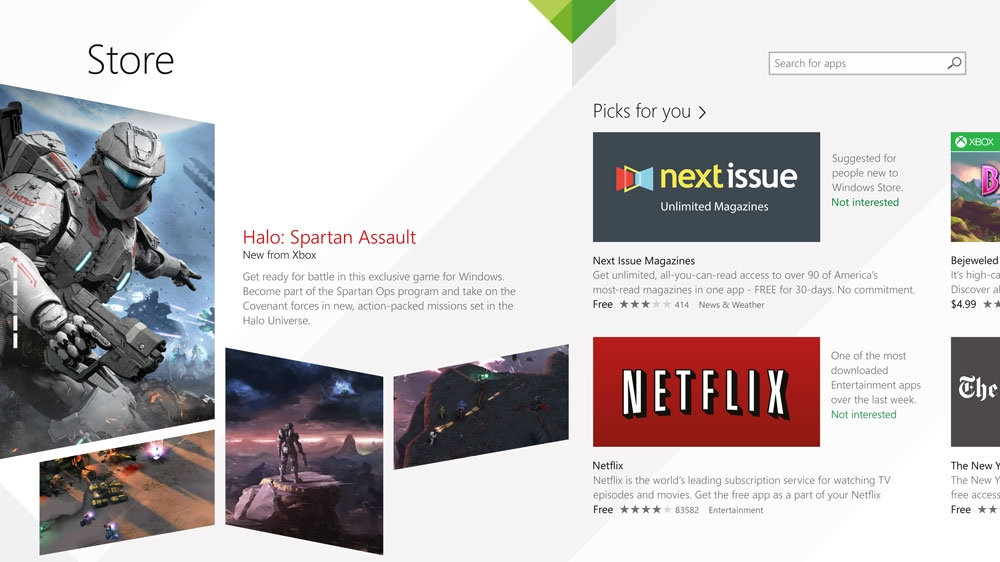 Store
Search for apps
Halo: Spartan Assault
New from Xbox
Get ready for battle in this exclusive game for Windows.
Become part of the Spartan Ops program and take on the
Covenant forces in new, action-packed missions set in the
Halo Universe.
Picks for you
next issue
Unlimited Magazines
Suggested for
people new to
Windows Store.
Not interested
Next Issue Magazines
Get unlimited, all-you-can-read access to over 90 of America's
most-read magazines in one app - FREE for 30-days. No commitment.
Free 414 News & Weather
NETFLIX
One of the most
downloaded
Entertainment apps
over the last week.
Not interested
Netflix
Netflix is the world's leading subscription service for watching TV
episodes and movies. Get the free app as a part of your Netflix
Free 83582 Entertainment
XBOX
B
Bejeweled
It's high-ca
Discover al
$4.99
The
The New Y
The New Y
free access
Free